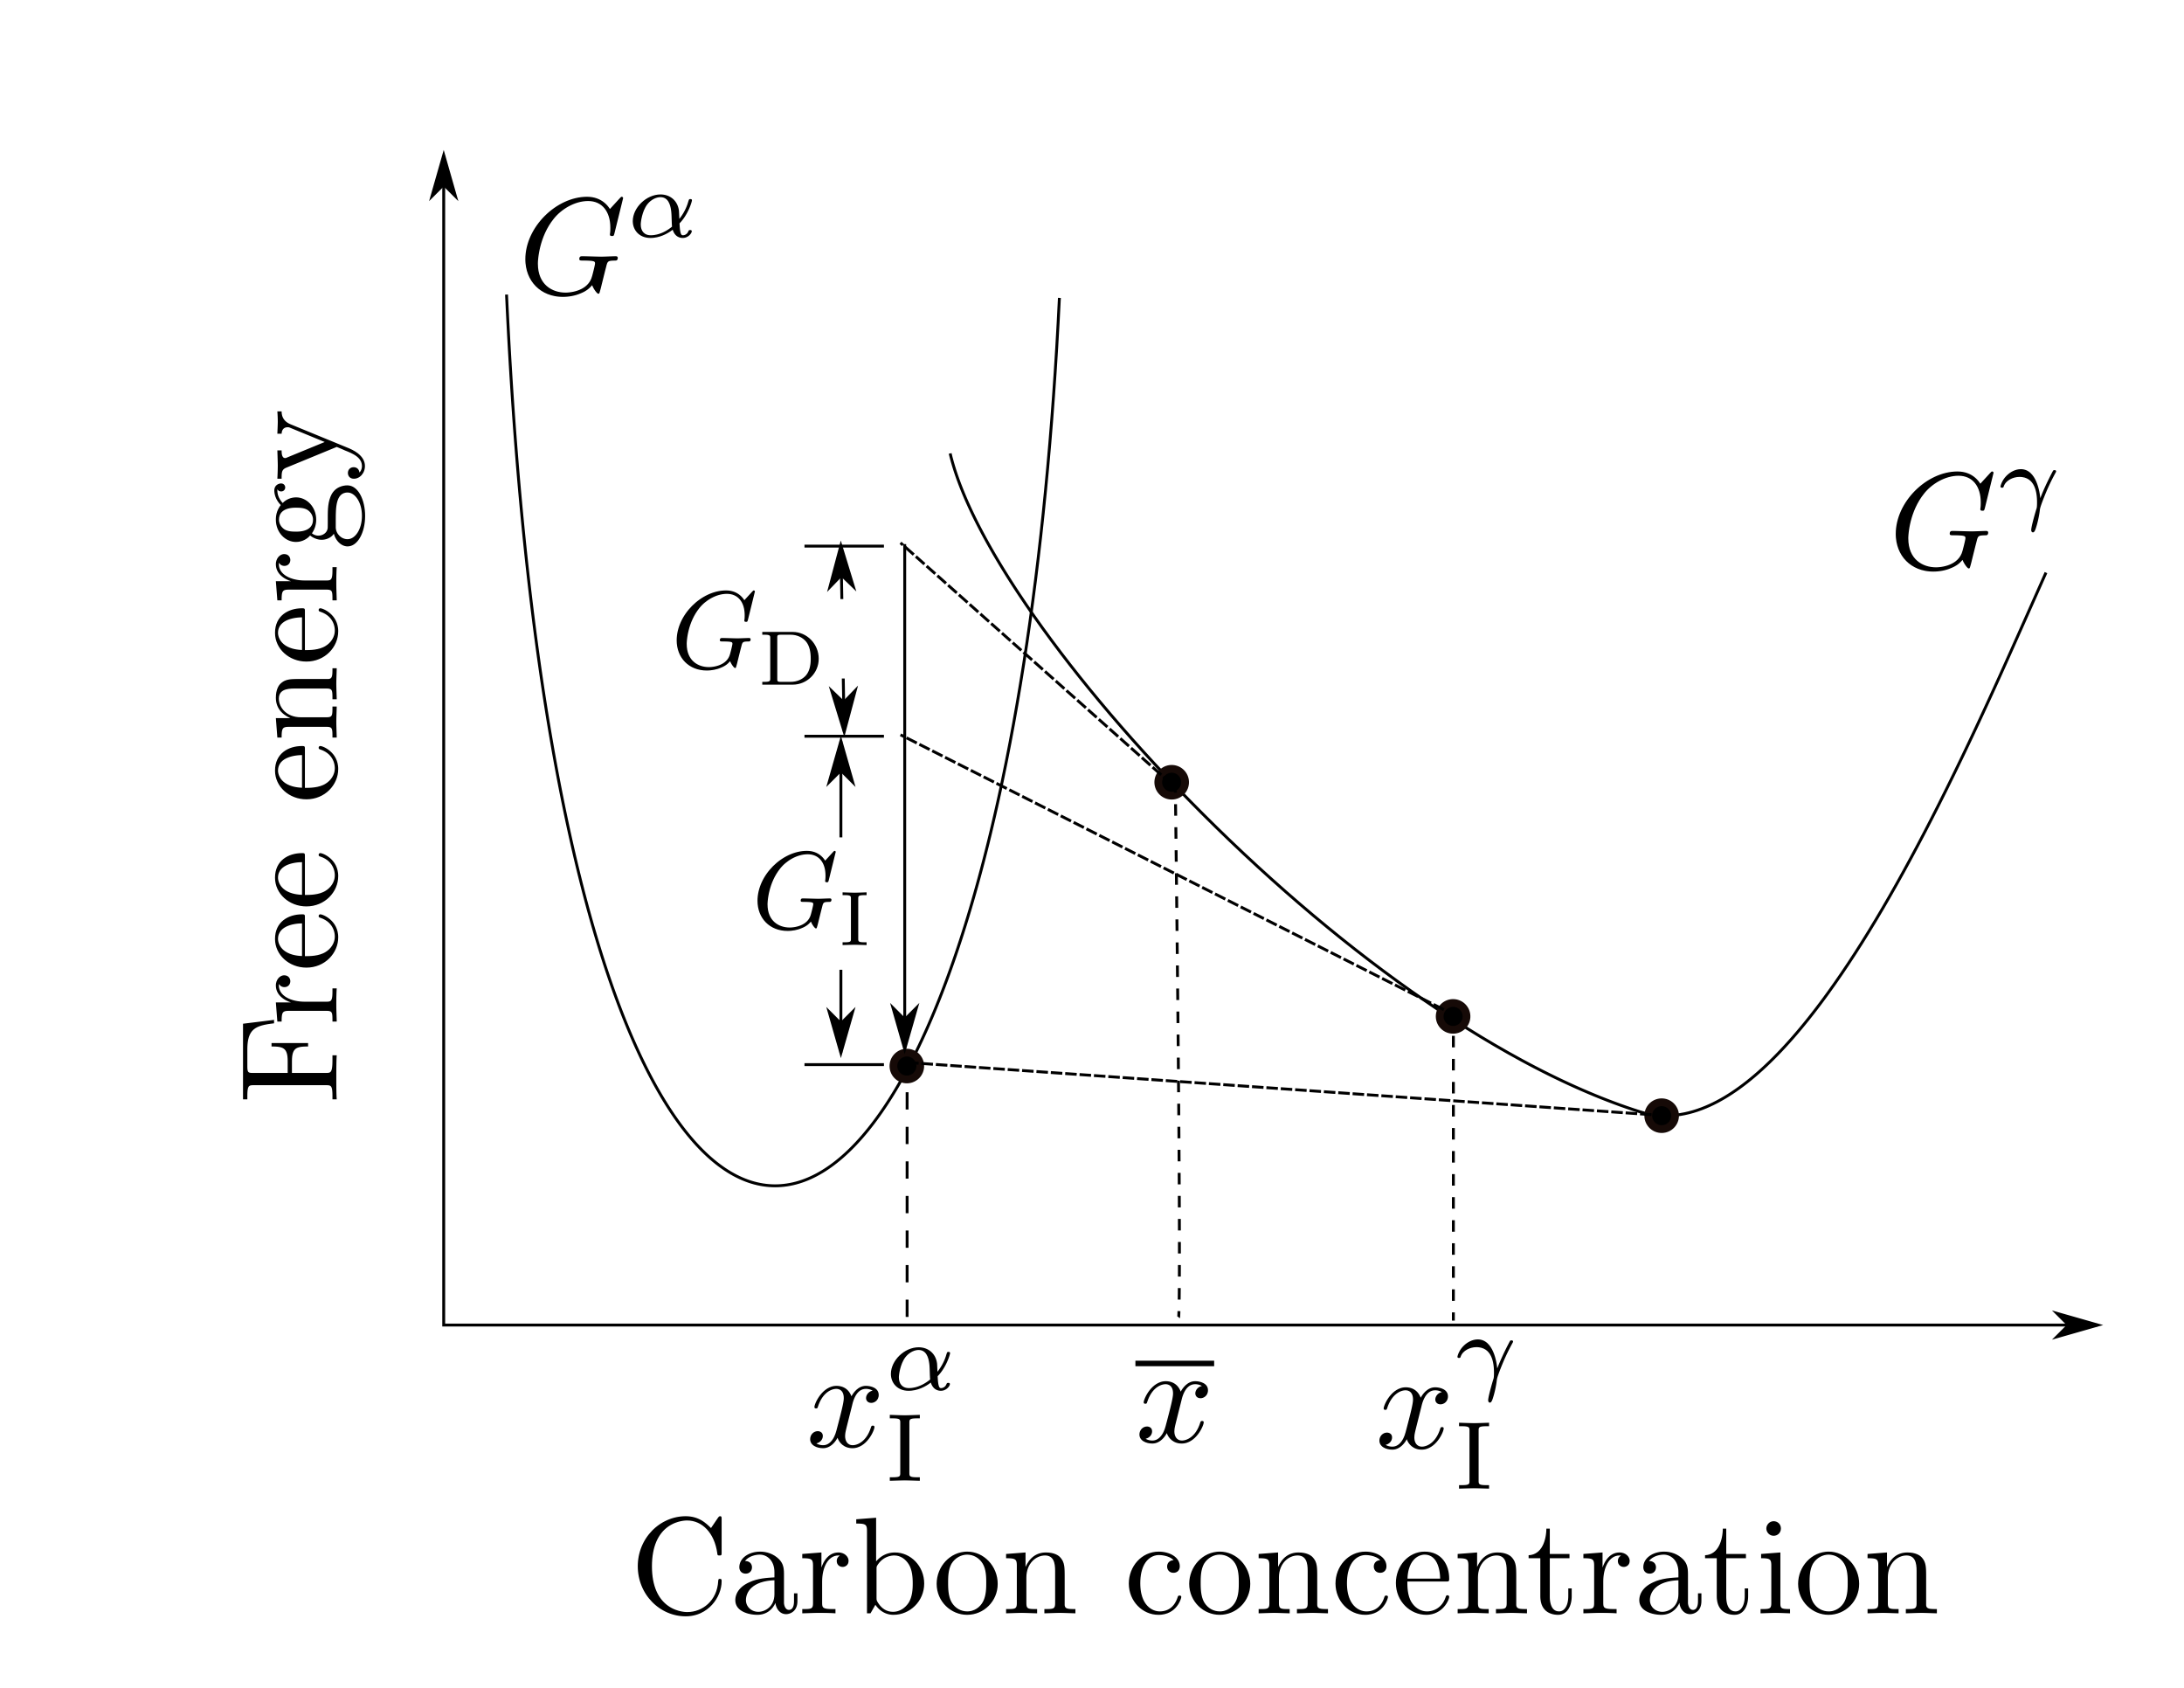 G^α
G^γ
G_D
G_I
Free energy
x_I^α
x̅
x_I^γ
Carbon concentration